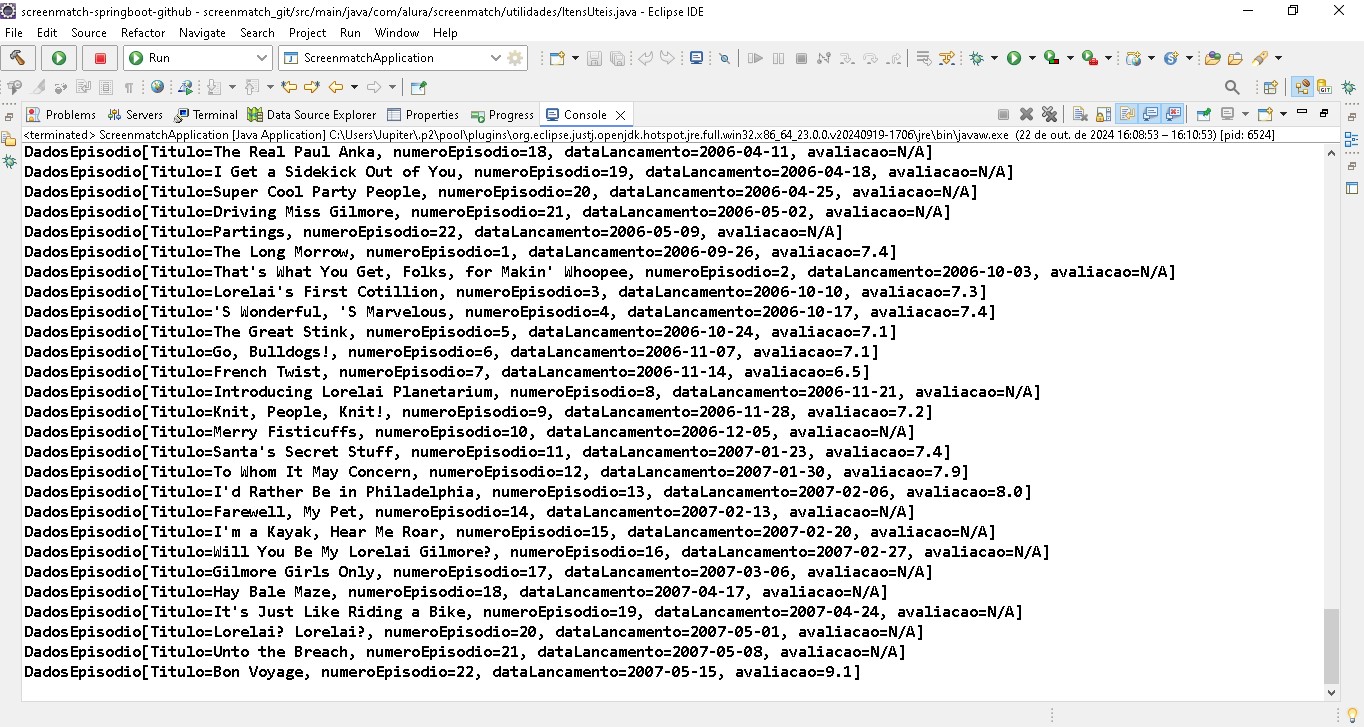 screenmatch-springboot-github - screenmatch_git/src/main/java/com/alura/screenmatch/utilidades/ItensUteis.java - Eclipse IDE
File Edit Source Refactor Navigate Search Project Run Window Help
Run ScreenmatchApplication
Problems Servers Terminal Data Source Explorer Properties Progress Console
<terminated> ScreenmatchApplication [Java Application] C:\Users\Jupiter\.p2\pool\plugins\org.eclipse.justj.openjdk.hotspot.jre.full.win32.x86_64_23.0.0.v20240919-1706\jre\bin\javaw.exe (22 de out. de 2024 16:08:53 – 16:10:53) [pid: 6524]
DadosEpisodio[Titulo=The Real Paul Anka, numeroEpisodio=18, dataLancamento=2006-04-11, avaliacao=N/A]
DadosEpisodio[Titulo=I Get a Sidekick Out of You, numeroEpisodio=19, dataLancamento=2006-04-18, avaliacao=N/A]
DadosEpisodio[Titulo=Super Cool Party People, numeroEpisodio=20, dataLancamento=2006-04-25, avaliacao=N/A]
DadosEpisodio[Titulo=Driving Miss Gilmore, numeroEpisodio=21, dataLancamento=2006-05-02, avaliacao=N/A]
DadosEpisodio[Titulo=Partings, numeroEpisodio=22, dataLancamento=2006-05-09, avaliacao=N/A]
DadosEpisodio[Titulo=The Long Morrow, numeroEpisodio=1, dataLancamento=2006-09-26, avaliacao=7.4]
DadosEpisodio[Titulo=That's What You Get, Folks, for Makin' Whoopee, numeroEpisodio=2, dataLancamento=2006-10-03, avaliacao=N/A]
DadosEpisodio[Titulo=Lorelai's First Cotillion, numeroEpisodio=3, dataLancamento=2006-10-10, avaliacao=7.3]
DadosEpisodio[Titulo='S Wonderful, 'S Marvelous, numeroEpisodio=4, dataLancamento=2006-10-17, avaliacao=7.4]
DadosEpisodio[Titulo=The Great Stink, numeroEpisodio=5, dataLancamento=2006-10-24, avaliacao=7.1]
DadosEpisodio[Titulo=Go, Bulldogs!, numeroEpisodio=6, dataLancamento=2006-11-07, avaliacao=7.1]
DadosEpisodio[Titulo=French Twist, numeroEpisodio=7, dataLancamento=2006-11-14, avaliacao=6.5]
DadosEpisodio[Titulo=Introducing Lorelai Planetarium, numeroEpisodio=8, dataLancamento=2006-11-21, avaliacao=N/A]
DadosEpisodio[Titulo=Knit, People, Knit!, numeroEpisodio=9, dataLancamento=2006-11-28, avaliacao=7.2]
DadosEpisodio[Titulo=Merry Fisticuffs, numeroEpisodio=10, dataLancamento=2006-12-05, avaliacao=N/A]
DadosEpisodio[Titulo=Santa's Secret Stuff, numeroEpisodio=11, dataLancamento=2007-01-23, avaliacao=7.4]
DadosEpisodio[Titulo=To Whom It May Concern, numeroEpisodio=12, dataLancamento=2007-01-30, avaliacao=7.9]
DadosEpisodio[Titulo=I'd Rather Be in Philadelphia, numeroEpisodio=13, dataLancamento=2007-02-06, avaliacao=8.0]
DadosEpisodio[Titulo=Farewell, My Pet, numeroEpisodio=14, dataLancamento=2007-02-13, avaliacao=N/A]
DadosEpisodio[Titulo=I'm a Kayak, Hear Me Roar, numeroEpisodio=15, dataLancamento=2007-02-20, avaliacao=N/A]
DadosEpisodio[Titulo=Will You Be My Lorelai Gilmore?, numeroEpisodio=16, dataLancamento=2007-02-27, avaliacao=N/A]
DadosEpisodio[Titulo=Gilmore Girls Only, numeroEpisodio=17, dataLancamento=2007-03-06, avaliacao=N/A]
DadosEpisodio[Titulo=Hay Bale Maze, numeroEpisodio=18, dataLancamento=2007-04-17, avaliacao=N/A]
DadosEpisodio[Titulo=It's Just Like Riding a Bike, numeroEpisodio=19, dataLancamento=2007-04-24, avaliacao=N/A]
DadosEpisodio[Titulo=Lorelai? Lorelai?, numeroEpisodio=20, dataLancamento=2007-05-01, avaliacao=N/A]
DadosEpisodio[Titulo=Unto the Breach, numeroEpisodio=21, dataLancamento=2007-05-08, avaliacao=N/A]
DadosEpisodio[Titulo=Bon Voyage, numeroEpisodio=22, dataLancamento=2007-05-15, avaliacao=9.1]